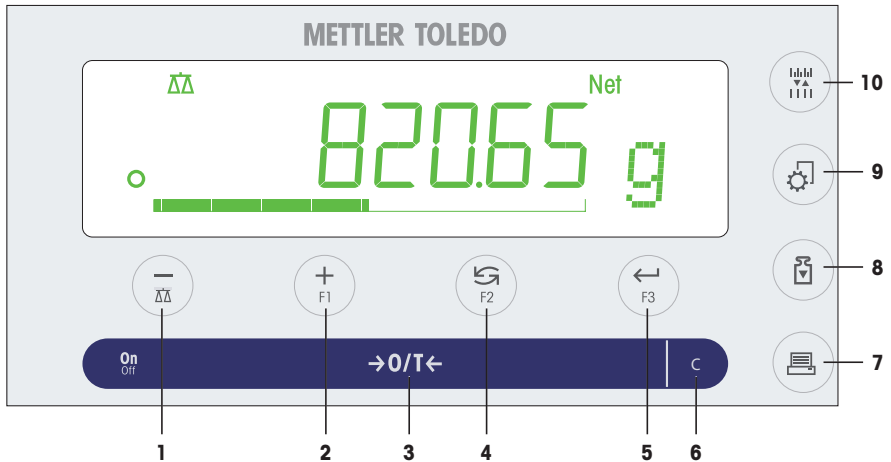 METTLER TOLEDO
Net
820.65 g
10
9
F1
F2
F3
8
On
Off
→0/T←
C
7
1
2
3
4
5
6